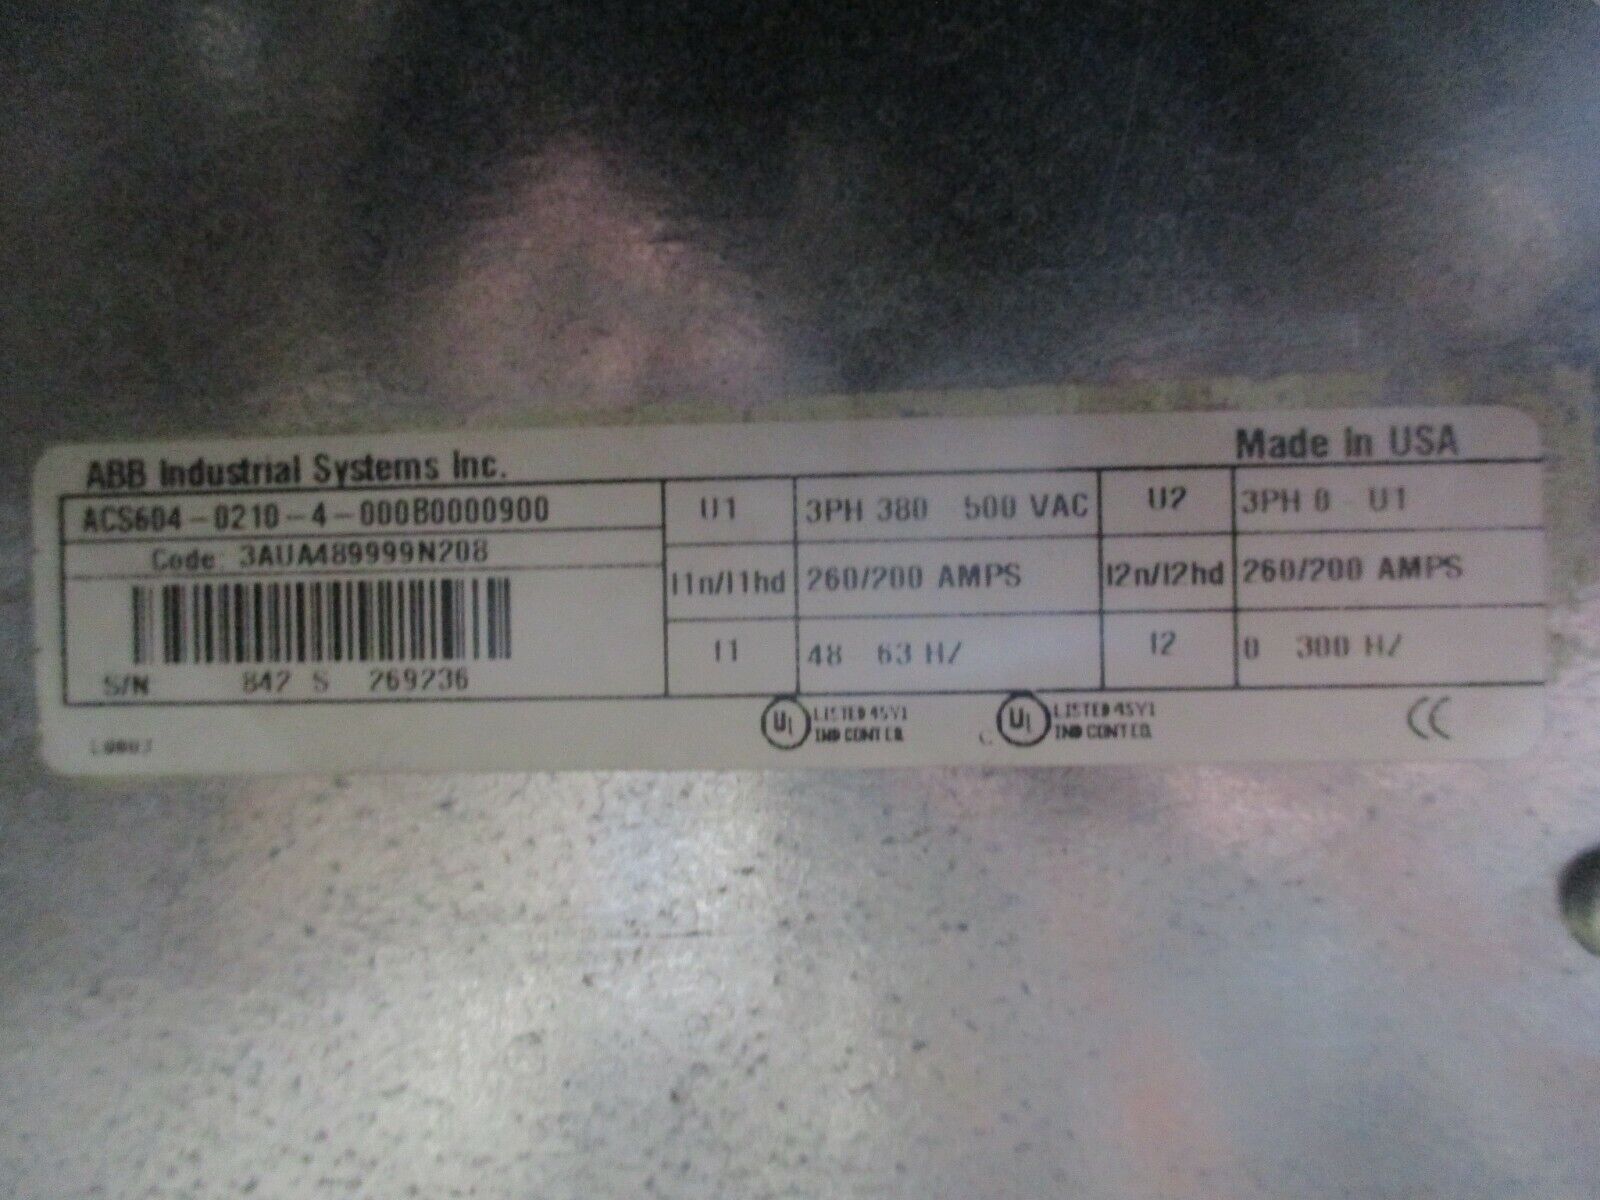 Made in USA
ABB Industrial Systems Inc.
ACS604-0210-4-000B0000900
Code 3AUA489999N208
S/N 842 S 269236
U1 3PH 380 500 VAC U2 3PH 0 - U1
I1n/I1hd 260/200 AMPS I2n/I2hd 260/200 AMPS
48 63 HZ 0 300 HZ
UL LISTED 45Y1 C UL LISTED 45Y1 CE
IND CONT EQ. IND CONT EQ.